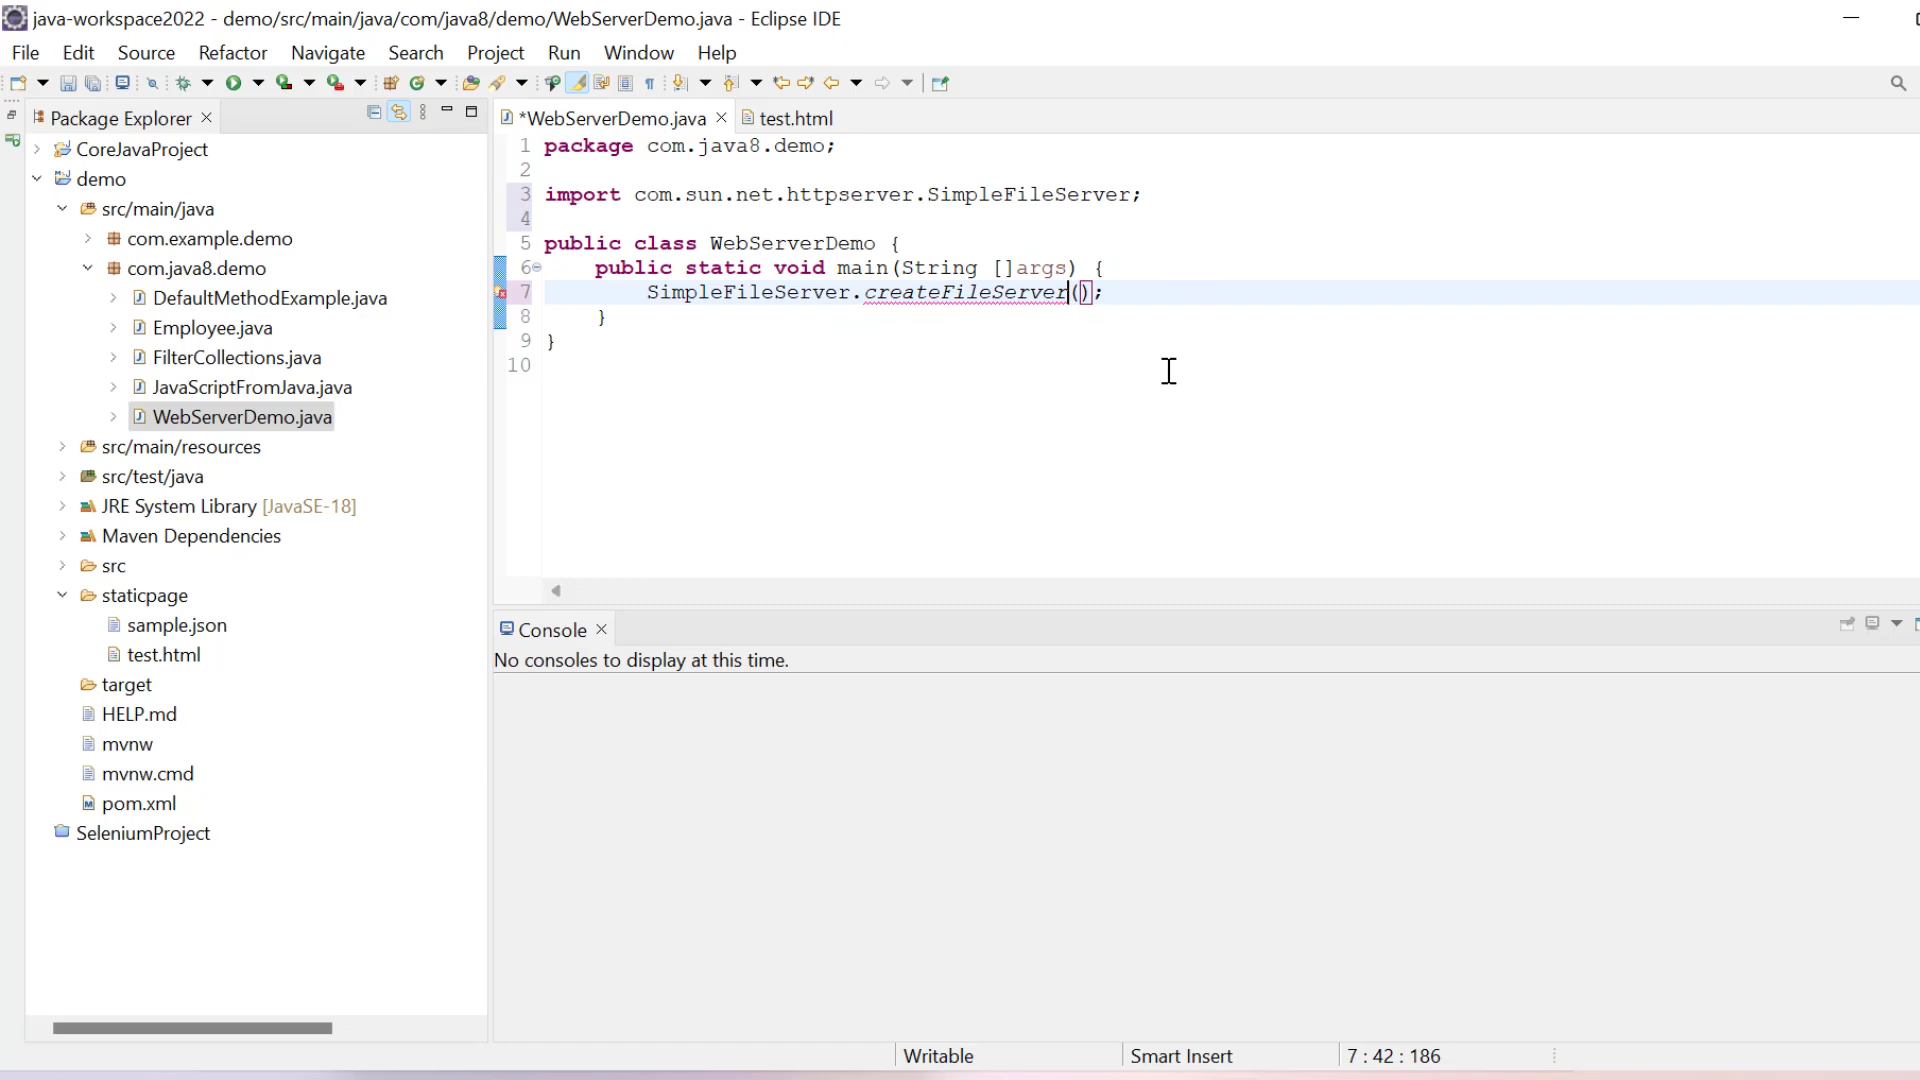 java-workspace2022 - demo/src/main/java/com/java8/demo/WebServerDemo.java - Eclipse IDE
File Edit Source Refactor Navigate Search Project Run Window Help
Package Explorer
CoreJavaProject
demo
src/main/java
com.example.demo
com.java8.demo
DefaultMethodExample.java
Employee.java
FilterCollections.java
JavaScriptFromJava.java
WebServerDemo.java
src/main/resources
src/test/java
JRE System Library [JavaSE-18]
Maven Dependencies
src
staticpage
sample.json
test.html
target
HELP.md
mvnw
mvnw.cmd
pom.xml
SeleniumProject
*WebServerDemo.java test.html
1 package com.java8.demo;
2
3 import com.sun.net.httpserver.SimpleFileServer;
4
5 public class WebServerDemo {
6 public static void main(String []args) {
7 SimpleFileServer.createFileServer();
8 }
9 }
10
Console
No consoles to display at this time.
Writable Smart Insert 7 : 42 : 186